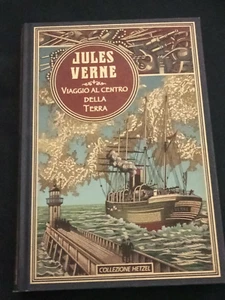 JULES
VERNE
VIAGGIO AL CENTRO
DELLA
TERRA
COLLEZIONE HETZEL